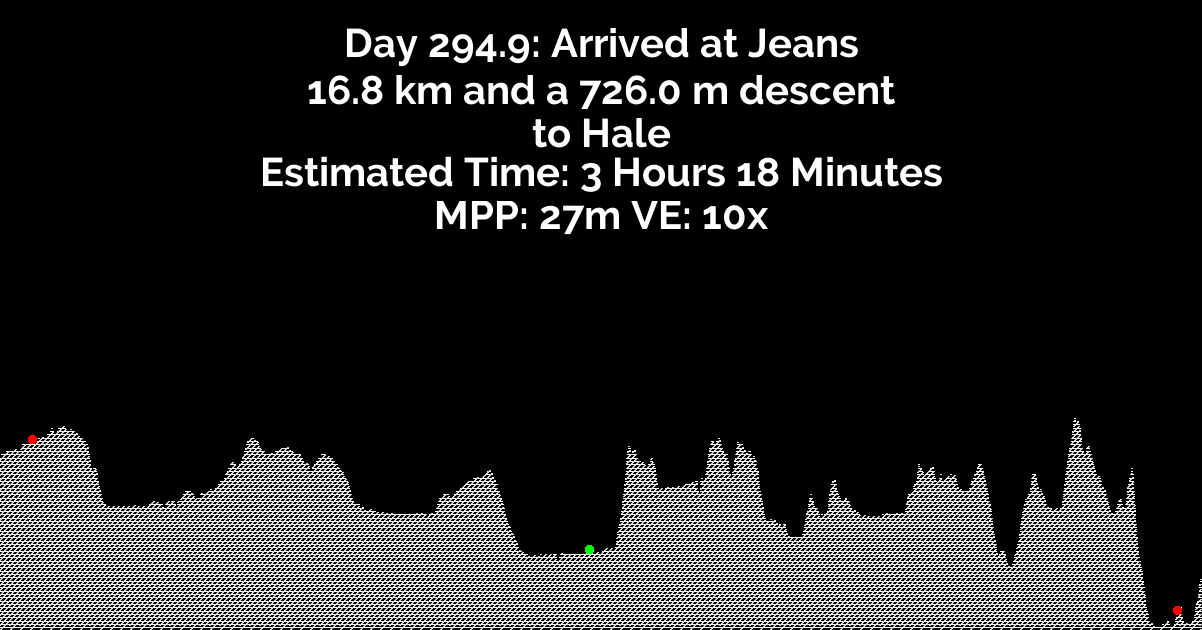 Day 294.9: Arrived at Jeans
16.8 km and a 726.0 m descent
to Hale
Estimated Time: 3 Hours 18 Minutes
MPP: 27m VE: 10x